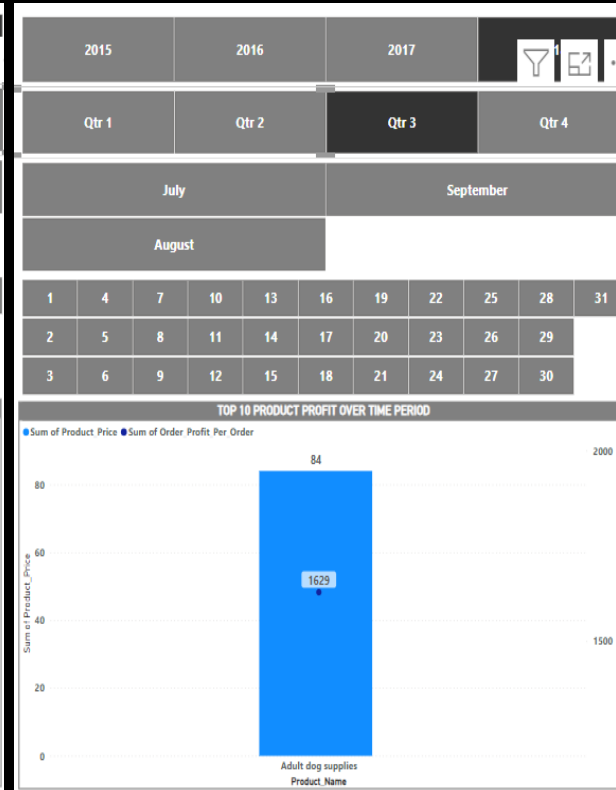 2015 2016 2017 1
Qtr 1 Qtr 2 Qtr 3 Qtr 4
July September
August
1 4 7 10 13 16 19 22 25 28 31
2 5 8 11 14 17 20 23 26 29
3 6 9 12 15 18 21 24 27 30
TOP 10 PRODUCT PROFIT OVER TIME PERIOD
Sum of Product_Price Sum of Order_Profit_Per_Order
84
2000
80
Sum of Product_Price
60
1629
40
1500
20
0
Adult dog supplies
Product_Name